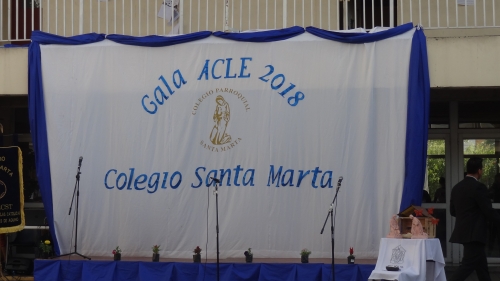 Gala ACLE 2018
COLEGIO PARROQUIAL
SANTA MARTA
Colegio Santa Marta